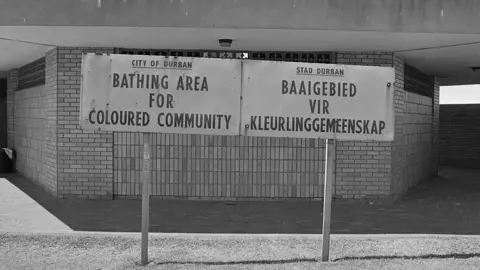 CITY OF DURBAN
BATHING AREA
FOR
COLOURED COMMUNITY
STAD DURBAN
BAAIGEBIED
VIR
KLEURLINGGEMEENSKAP